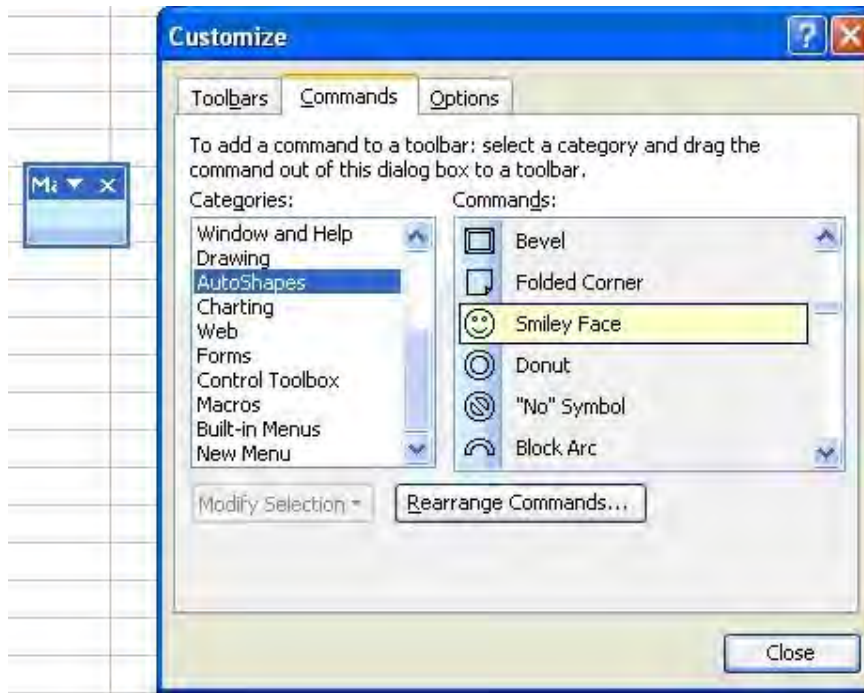 Customize
Toolbars Commands Options
To add a command to a toolbar: select a category and drag the
command out of this dialog box to a toolbar.
Categories: Commands:
Window and Help
Drawing
AutoShapes
Charting
Web
Forms
Control Toolbox
Macros
Built-in Menus
New Menu
Bevel
Folded Corner
Smiley Face
Donut
"No" Symbol
Block Arc
Modify Selection Rearrange Commands...
Close